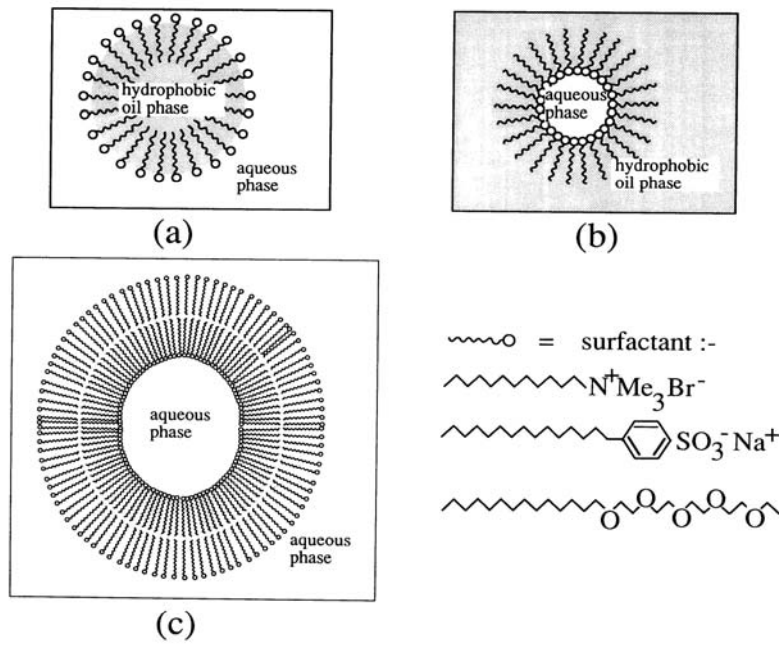 hydrophobic
oil phase
aqueous
phase
(a)
aqueous
phase
hydrophobic
oil phase
(b)
aqueous
phase
aqueous
phase
(c)
= surfactant :-
N⁺Me₃Br⁻
SO₃⁻Na⁺
O O O O O